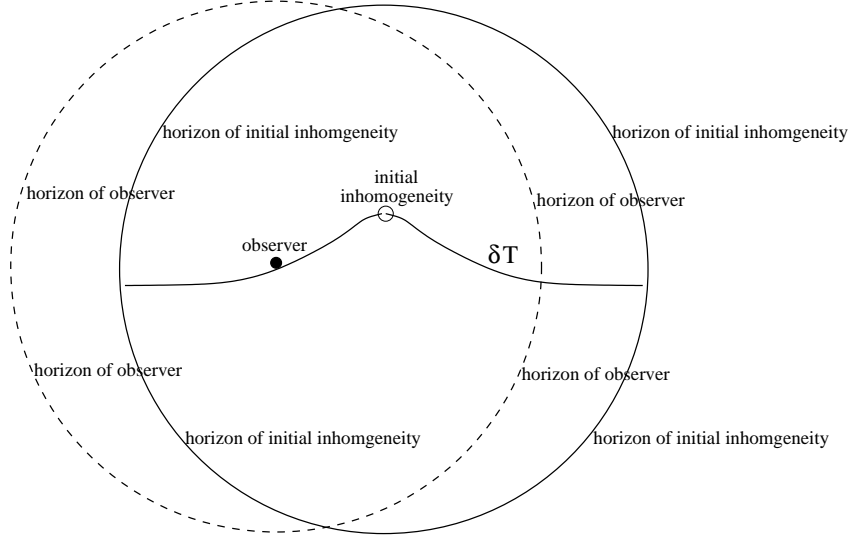 horizon of initial inhomgeneity
horizon of initial inhomgeneity
initial
inhomogeneity
horizon of observer
horizon of observer
observer
δT
horizon of observer
horizon of observer
horizon of initial inhomgeneity
horizon of initial inhomgeneity